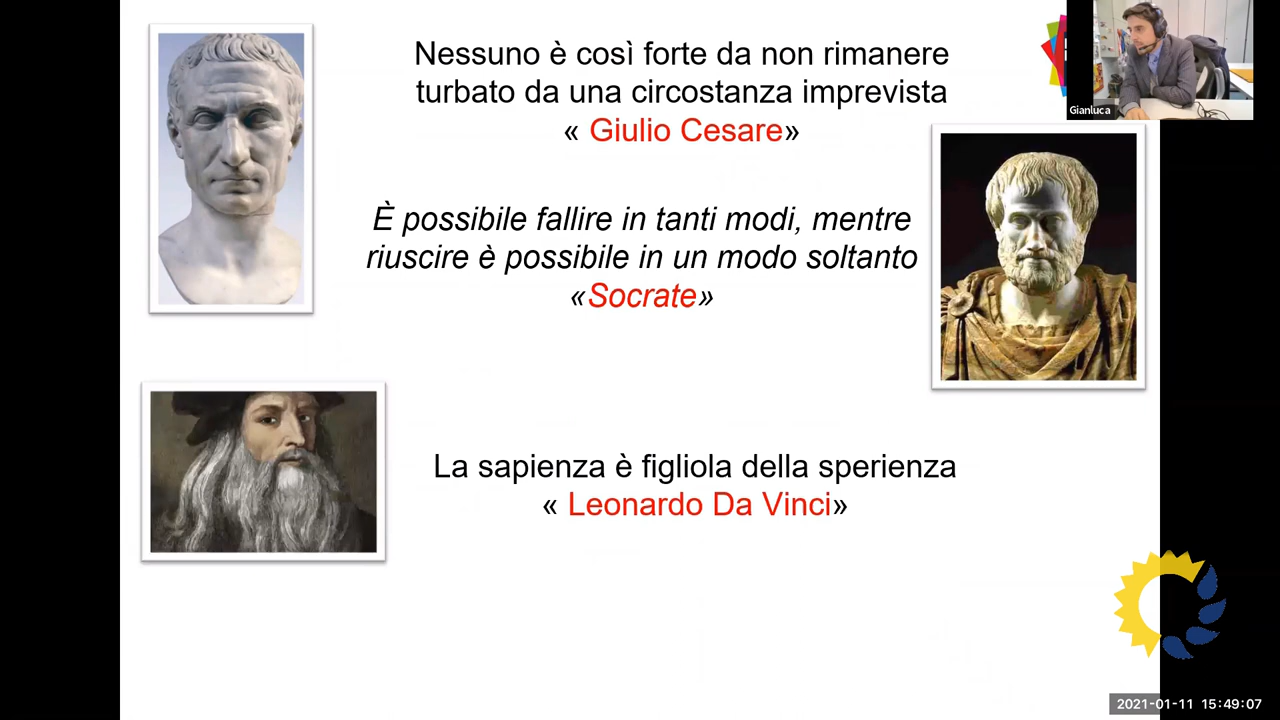 Nessuno è così forte da non rimanere
turbato da una circostanza imprevista
« Giulio Cesare»
Gianluca
È possibile fallire in tanti modi, mentre
riuscire è possibile in un modo soltanto
«Socrate»
La sapienza è figliola della sperienza
« Leonardo Da Vinci»
2021-01-11 15:49:07